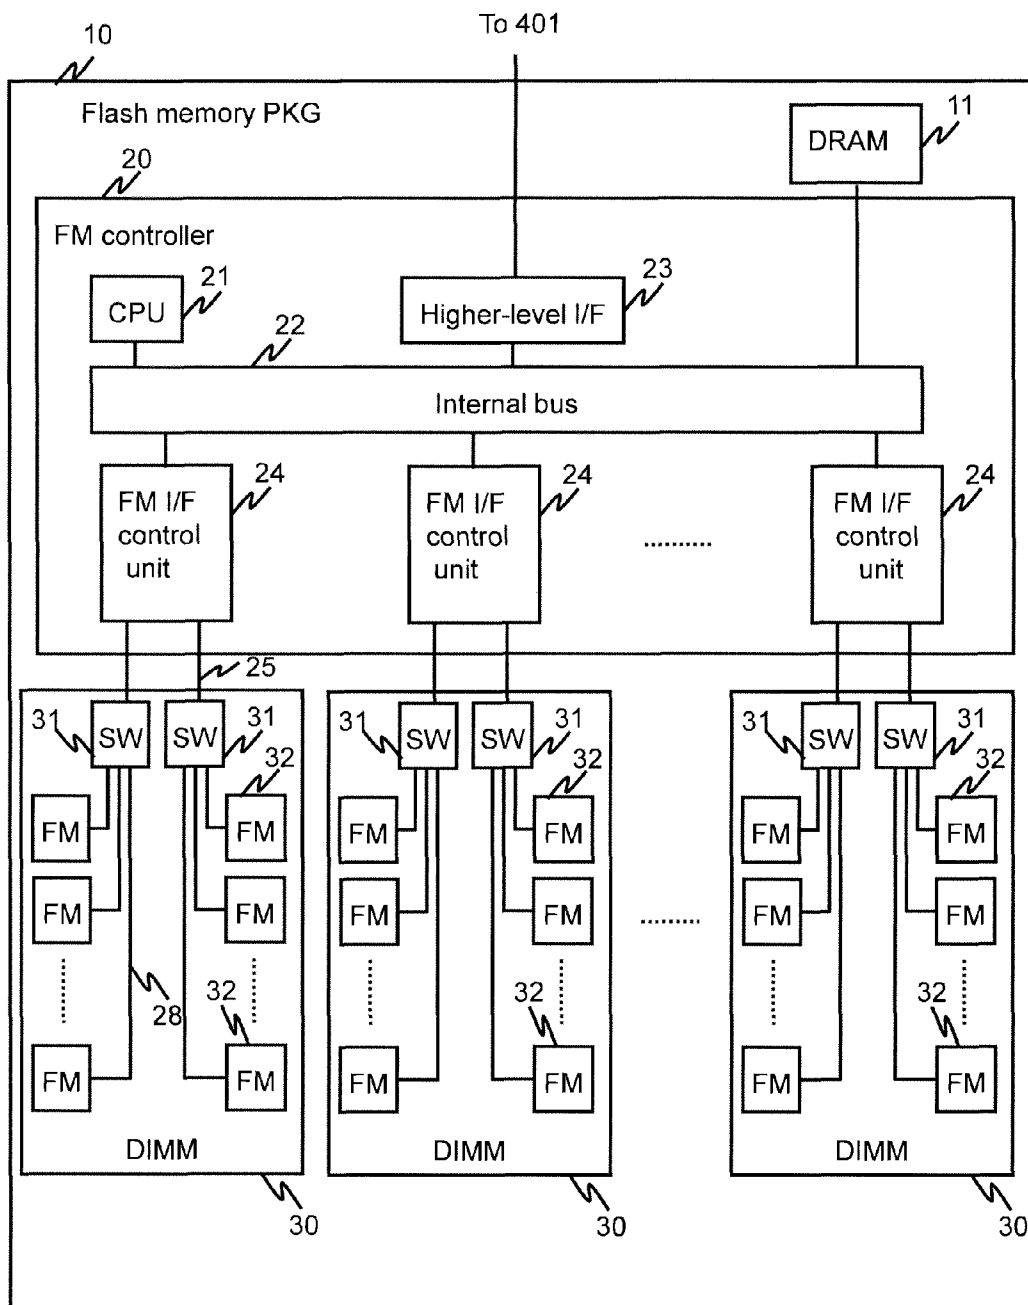 To 401
10
Flash memory PKG
11
DRAM
20
FM controller
21
CPU
23
Higher-level I/F
22
Internal bus
24
FM I/F
control
unit
24
FM I/F
control
unit
..........
24
FM I/F
control
unit
25
31
SW
SW
31
32
FM
FM
FM
FM
28
32
FM
FM
DIMM
30
31
SW
SW
31
32
FM
FM
FM
FM
32
FM
FM
DIMM
30
.........
31
SW
SW
31
32
FM
FM
FM
FM
32
FM
FM
DIMM
30